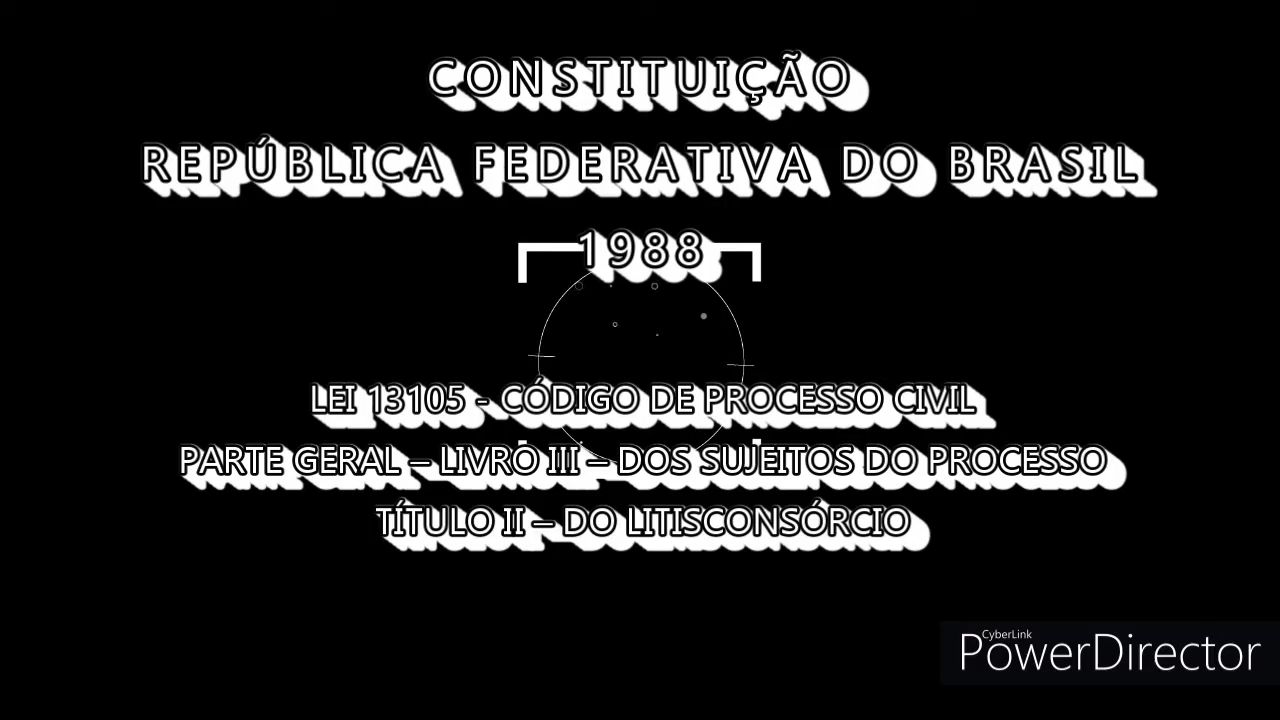 CONSTITUIÇÃO
REPÚBLICA FEDERATIVA DO BRASIL
1988
LEI 13105 - CÓDIGO DE PROCESSO CIVIL
PARTE GERAL – LIVRO III – DOS SUJEITOS DO PROCESSO
TÍTULO II – DO LITISCONSÓRCIO
CyberLink
PowerDirector